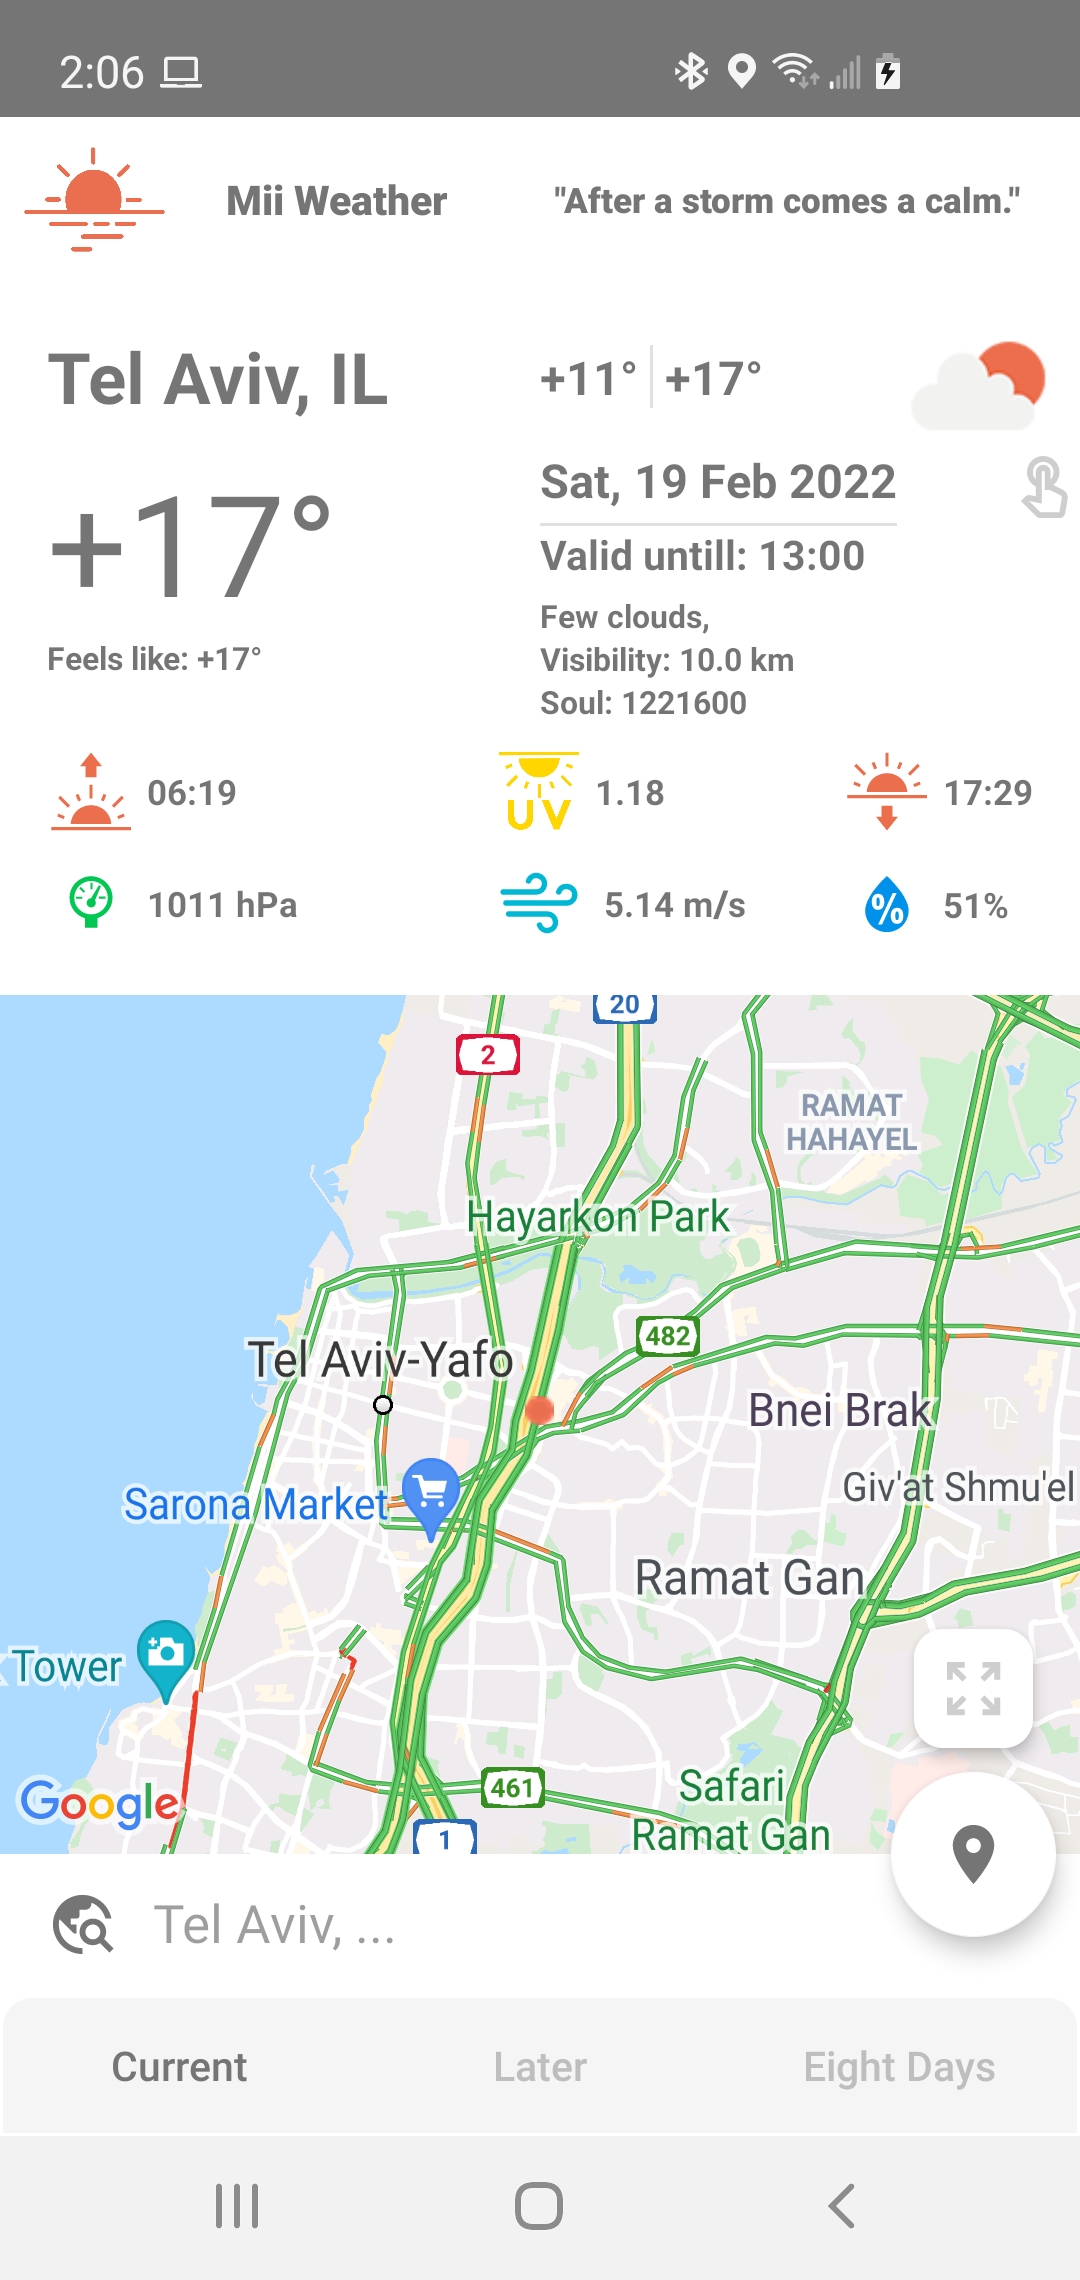 2:06
Mii Weather
"After a storm comes a calm."
Tel Aviv, IL
+11° +17°
+17°
Sat, 19 Feb 2022
Valid untill: 13:00
Few clouds,
Visibility: 10.0 km
Soul: 1221600
Feels like: +17°
06:19
UV
1.18
17:29
1011 hPa
5.14 m/s
%
51%
20
2
RAMAT
HAHAYEL
Hayarkon Park
482
Tel Aviv-Yafo
Bnei Brak
Giv'at Shmu'el
Sarona Market
Ramat Gan
Tower
Safari
Ramat Gan
461
Google
1
Tel Aviv, ...
Current
Later
Eight Days